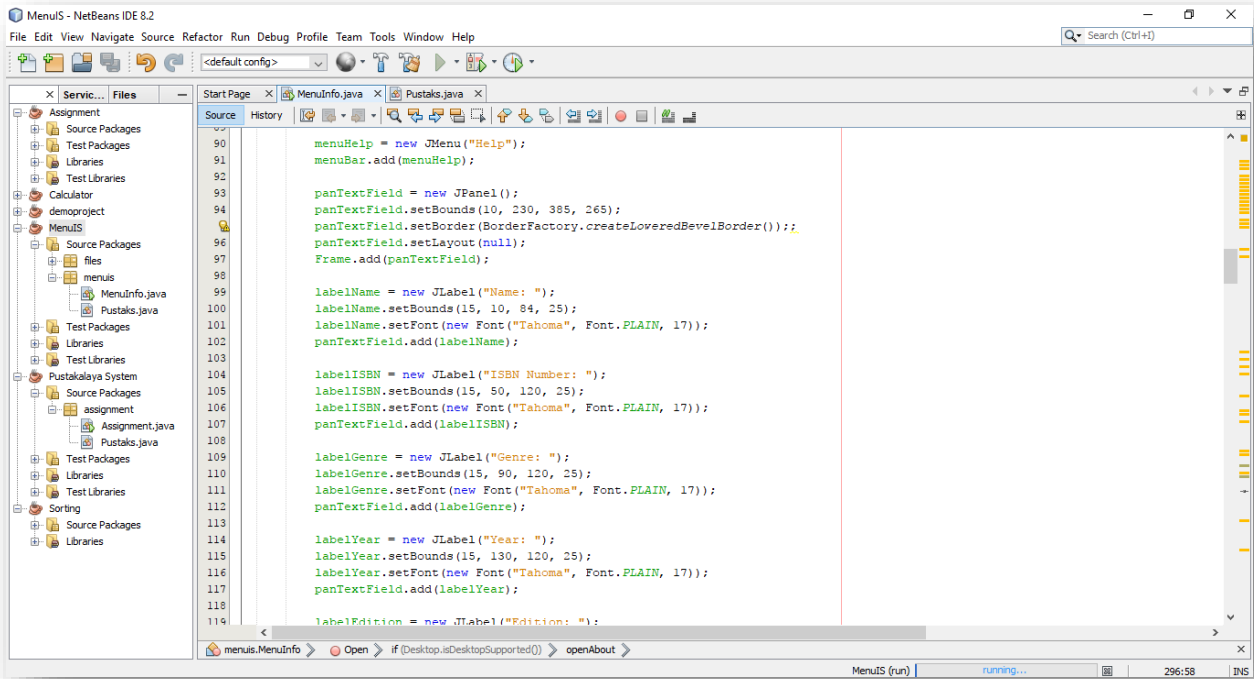 MenuIS - NetBeans IDE 8.2
File Edit View Navigate Source Refactor Run Debug Profile Team Tools Window Help
Search (Ctrl+I)
<default config>
Servic... Files
Start Page MenuInfo.java Pustaks.java
Source History
Assignment
Source Packages
Test Packages
Libraries
Test Libraries
Calculator
demoproject
MenuIS
Source Packages
files
menuis
MenuInfo.java
Pustaks.java
Test Packages
Libraries
Test Libraries
Pustakalaya System
Source Packages
assignment
Assignment.java
Pustaks.java
Test Packages
Libraries
Test Libraries
Sorting
Source Packages
Libraries
90 menuHelp = new JMenu("Help");
91 menuBar.add(menuHelp);
92
93 panTextField = new JPanel();
94 panTextField.setBounds(10, 230, 385, 265);
panTextField.setBorder(BorderFactory.createLoveredBevelBorder());;
96 panTextField.setLayout(null);
97 Frame.add(panTextField);
98
99 labelName = new JLabel("Name: ");
100 labelName.setBounds(15, 10, 84, 25);
101 labelName.setFont(new Font("Tahoma", Font.PLAIN, 17));
102 panTextField.add(labelName);
103
104 labelISBN = new JLabel("ISBN Number: ");
105 labelISBN.setBounds(15, 50, 120, 25);
106 labelISBN.setFont(new Font("Tahoma", Font.PLAIN, 17));
107 panTextField.add(labelISBN);
108
109 labelGenre = new JLabel("Genre: ");
110 labelGenre.setBounds(15, 90, 120, 25);
111 labelGenre.setFont(new Font("Tahoma", Font.PLAIN, 17));
112 panTextField.add(labelGenre);
113
114 labelYear = new JLabel("Year: ");
115 labelYear.setBounds(15, 130, 120, 25);
116 labelYear.setFont(new Font("Tahoma", Font.PLAIN, 17));
117 panTextField.add(labelYear);
118
119 labelEdition = new JLabel("Edition: ");
menuis.MenuInfo Open if (Desktop.isDesktopSupported()) openAbout
MenuIS (run) running... 296:58 INS